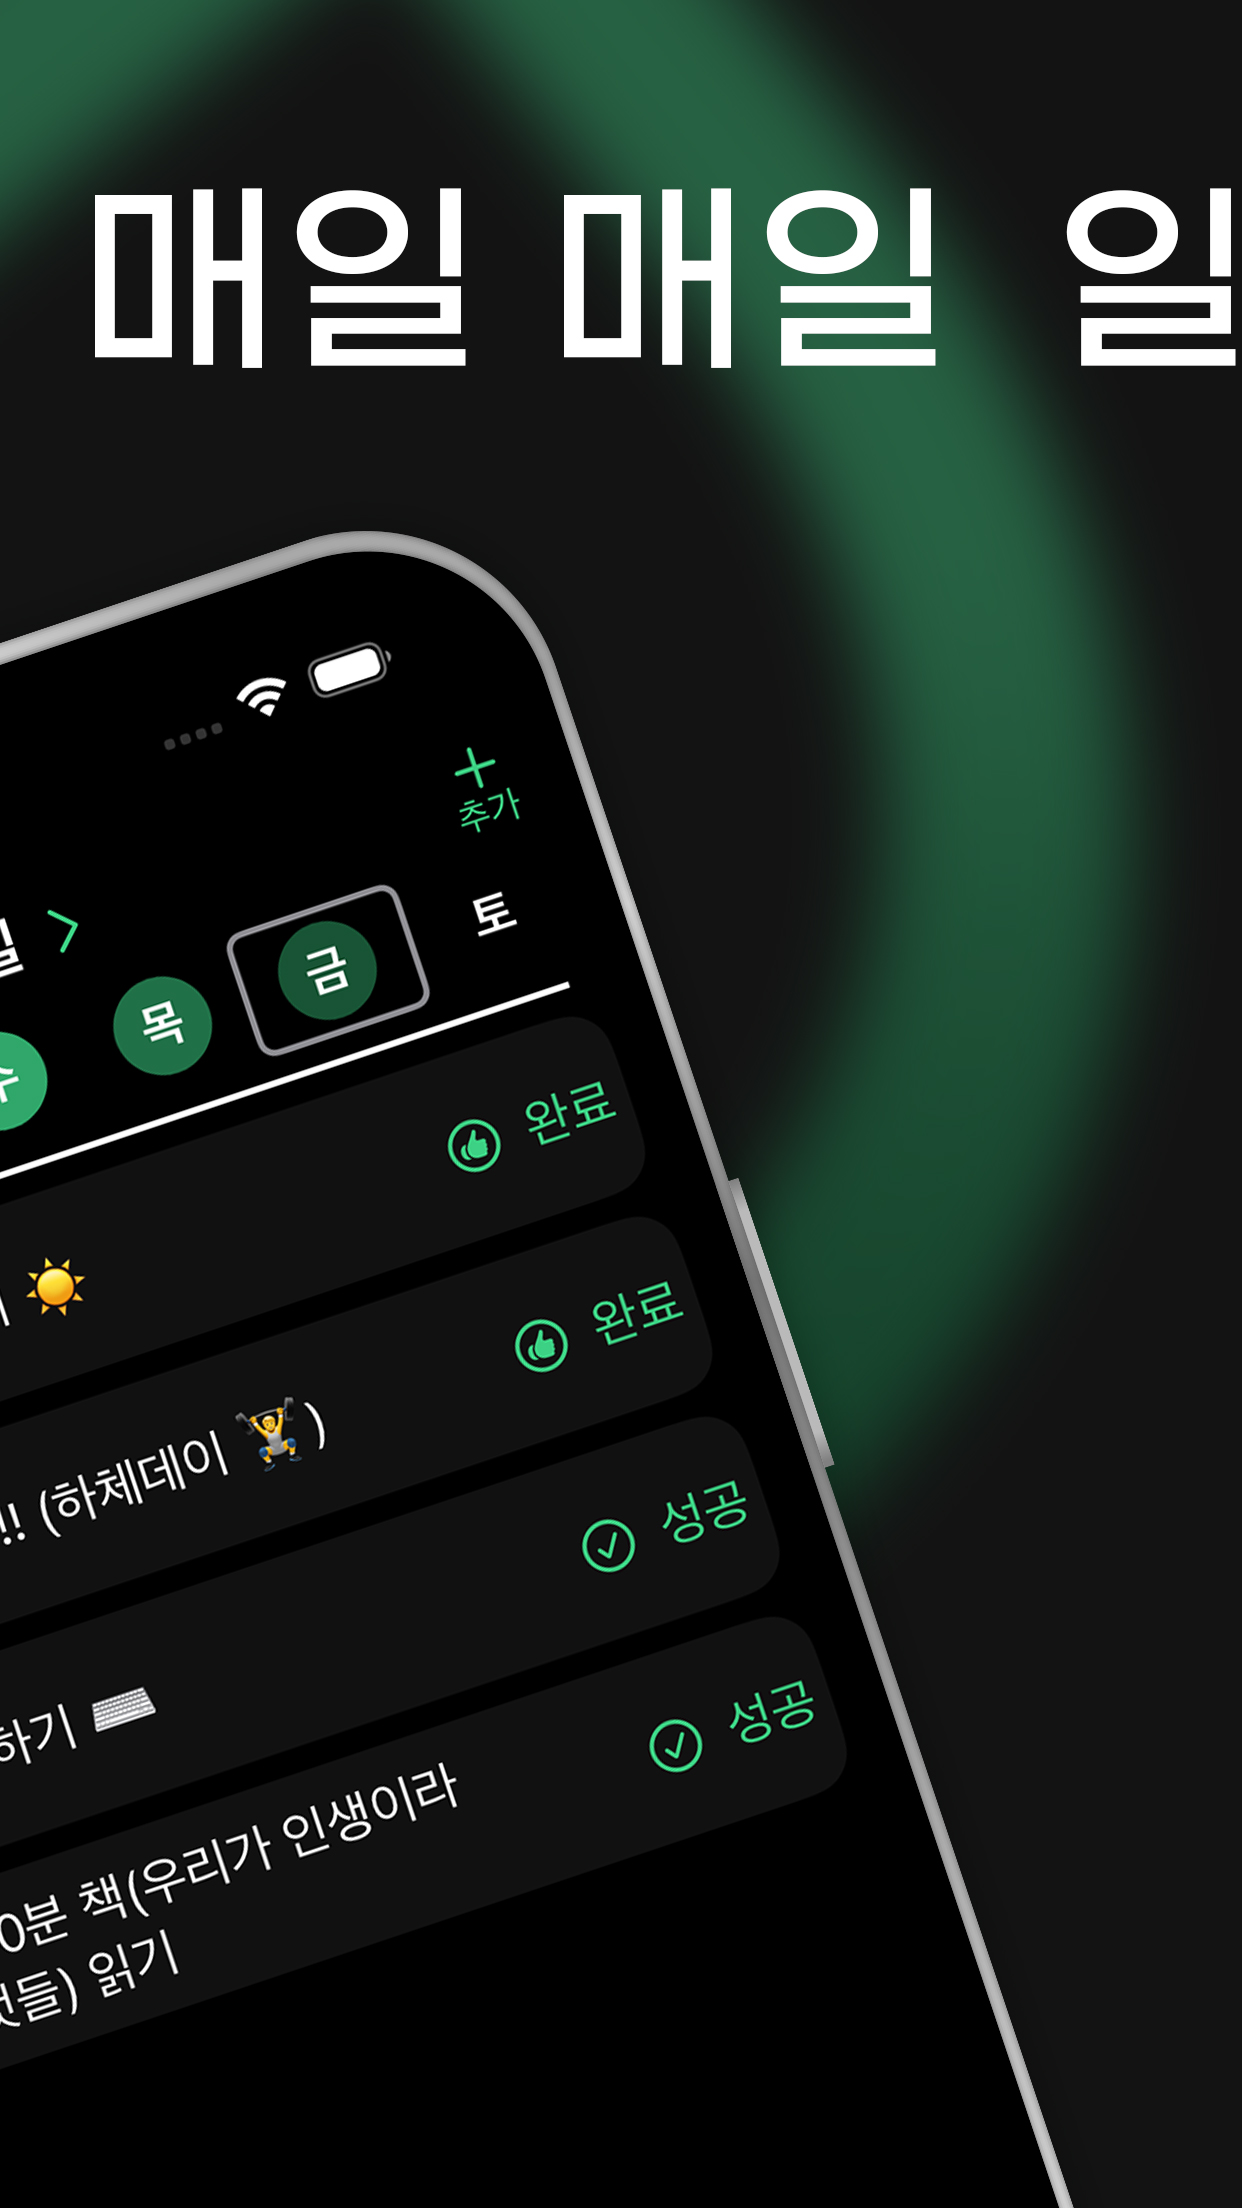 매일 매일 일
추가
일
수 목 금 토
완료
완료
!! (하체데이 🏋️)
성공
하기 ⌨️
성공
0분 책(우리가 인생이라
것들) 읽기